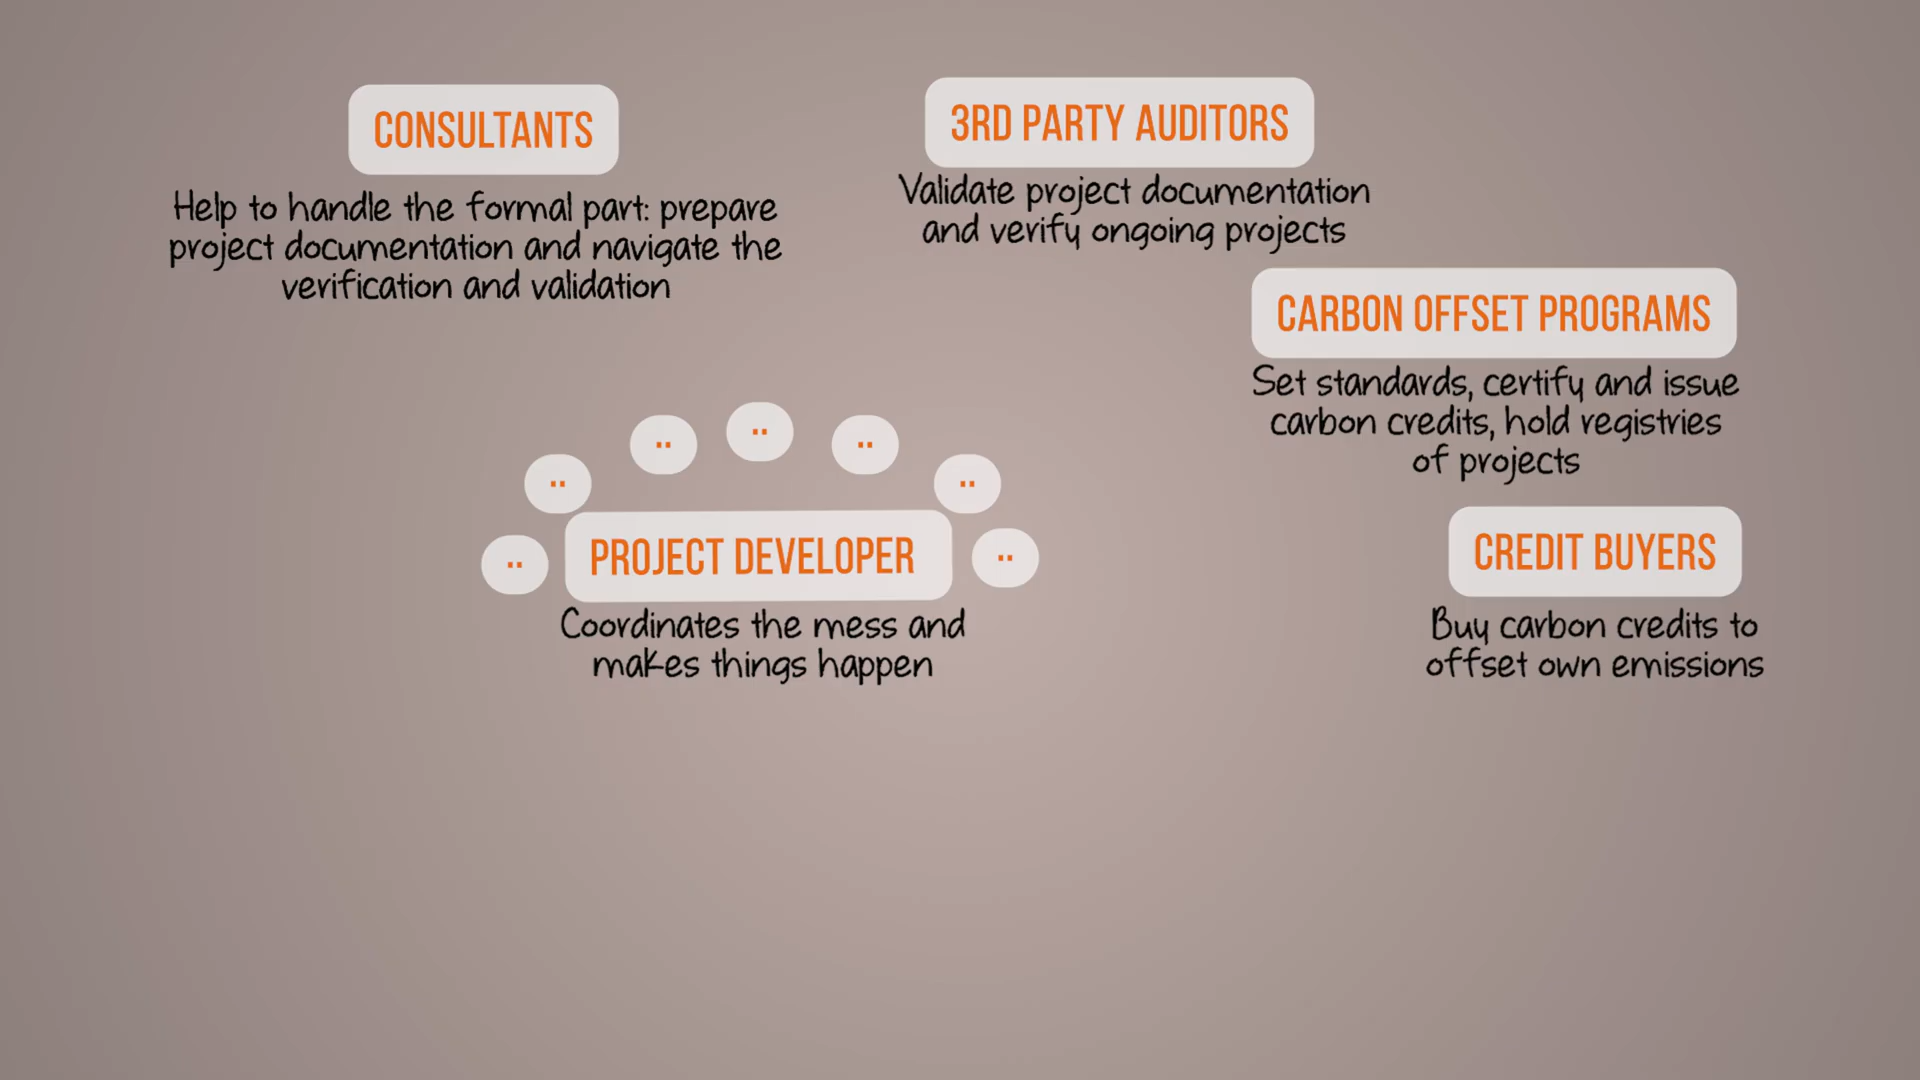 CONSULTANTS
Help to handle the formal part: prepare
project documentation and navigate the
verification and validation
3RD PARTY AUDITORS
Validate project documentation
and verify ongoing projects
CARBON OFFSET PROGRAMS
Set standards, certify and issue
carbon credits, hold registries
of projects
..
..
..
..
..
..
..
PROJECT DEVELOPER
Coordinates the mess and
makes things happen
CREDIT BUYERS
Buy carbon credits to
offset own emissions